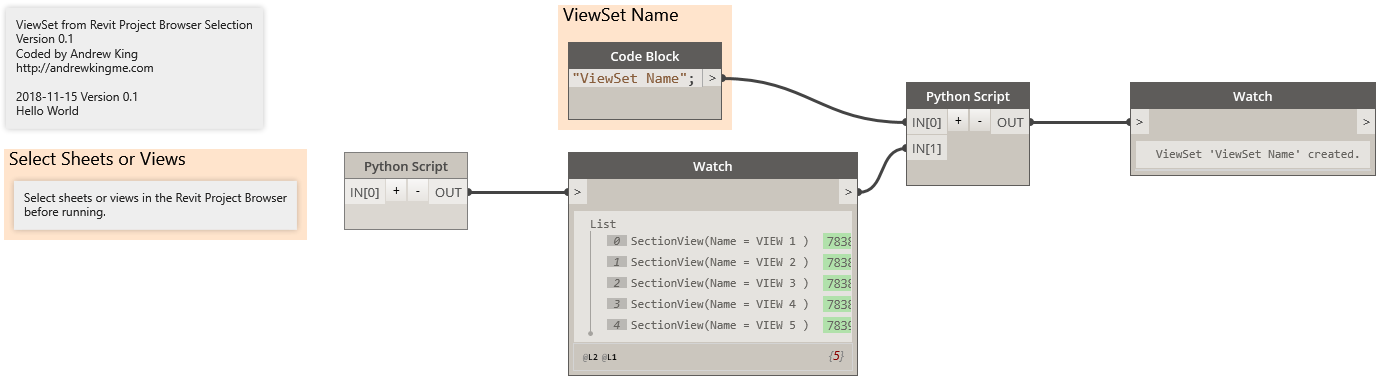 ViewSet from Revit Project Browser Selection
Version 0.1
Coded by Andrew King
http://andrewkingme.com
2018-11-15 Version 0.1
Hello World
Select Sheets or Views
Select sheets or views in the Revit Project Browser
before running.
Python Script
IN[0] + - OUT
ViewSet Name
Code Block
"ViewSet Name"; >
Watch
> >
List
0 SectionView(Name = VIEW 1 ) 7838
1 SectionView(Name = VIEW 2 ) 7838
2 SectionView(Name = VIEW 3 ) 7838
3 SectionView(Name = VIEW 4 ) 7838
4 SectionView(Name = VIEW 5 ) 7839
@L2 @L1 {5}
Python Script
IN[0] + - OUT
IN[1]
Watch
> >
ViewSet 'ViewSet Name' created.